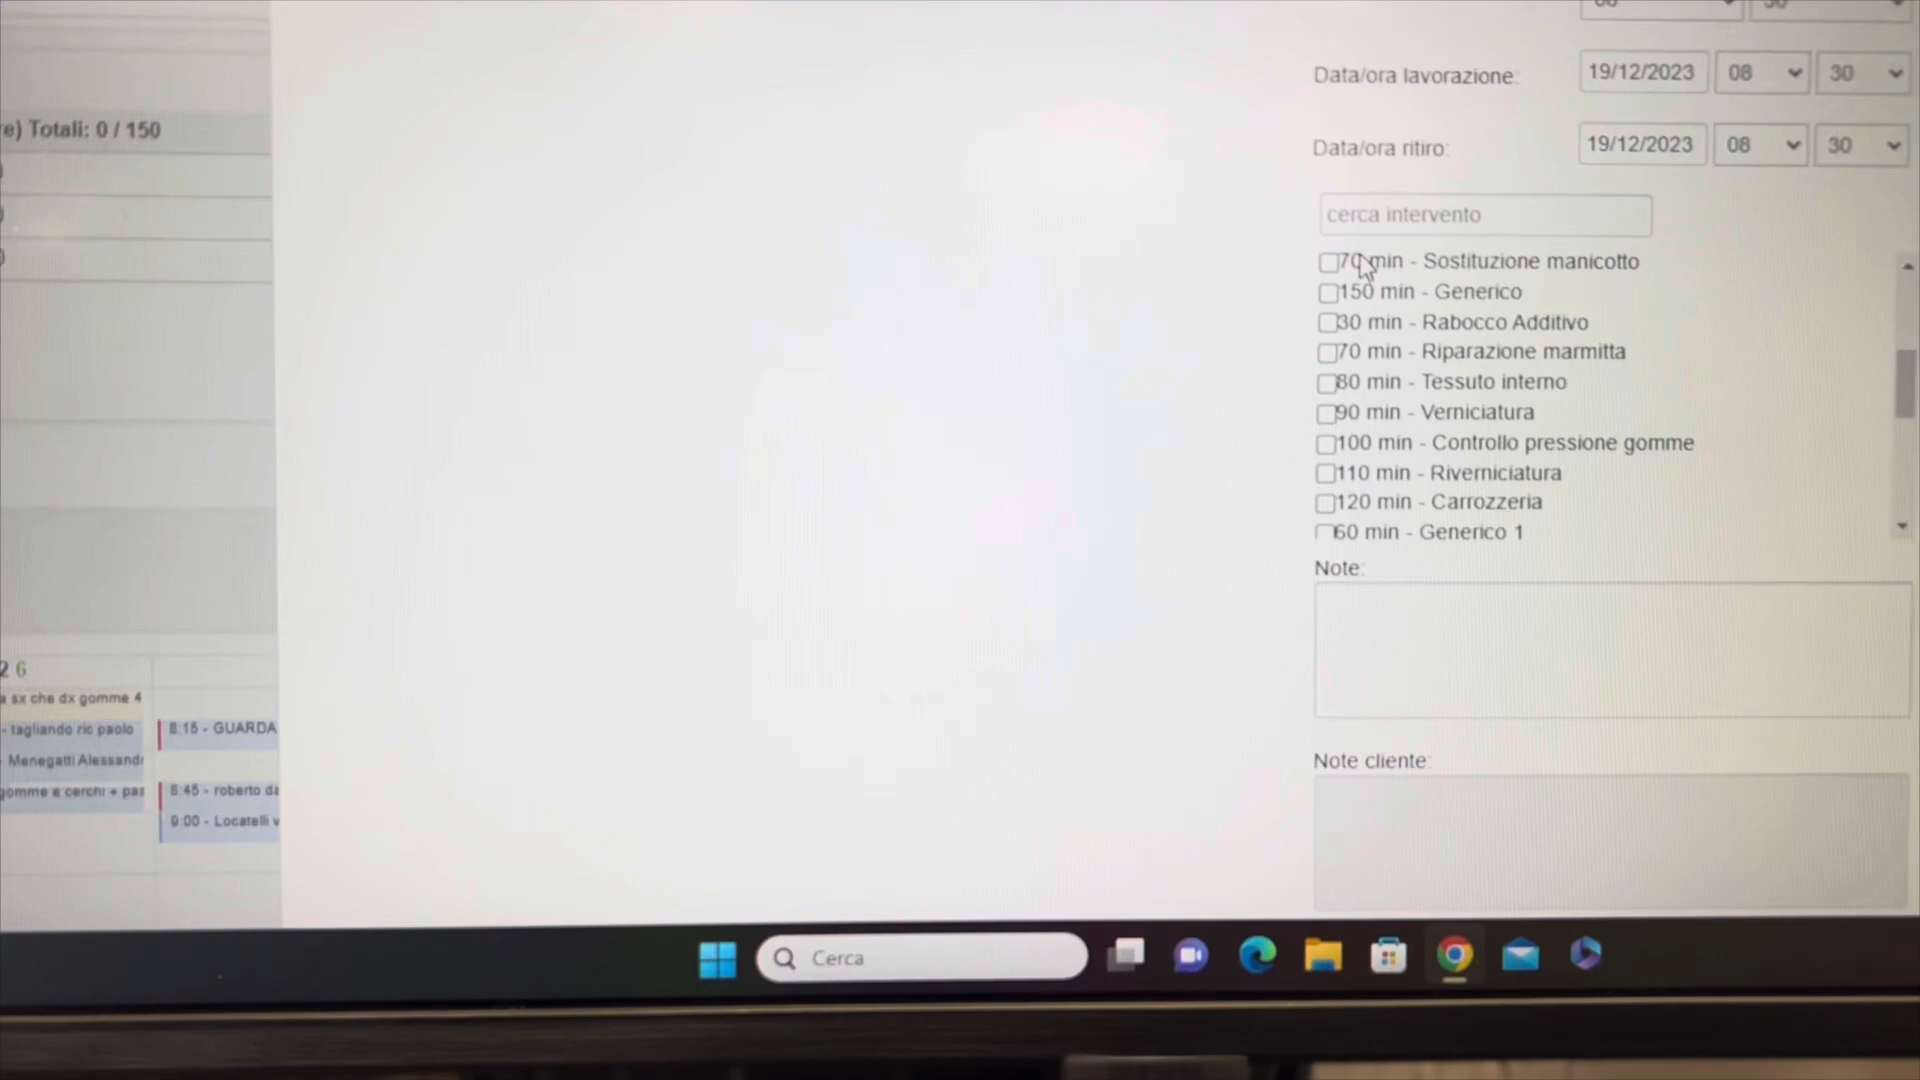 Data/ora lavorazione: 19/12/2023 08 30
e) Totali: 0 / 150
Data/ora ritiro: 19/12/2023 08 30
cerca intervento
70 min - Sostituzione manicotto
150 min - Generico
30 min - Rabocco Additivo
70 min - Riparazione marmitta
80 min - Tessuto interno
90 min - Verniciatura
100 min - Controllo pressione gomme
110 min - Riverniciatura
120 min - Carrozzeria
60 min - Generico 1
Note:
2 6
a sx che dx gomme 4
- tagliando ric paolo
8:15 - GUARDA
Menegatti Alessand
gomme e cerchi + pas
8:45 - roberto da
9:00 - Locatelli v
Note cliente:
Cerca